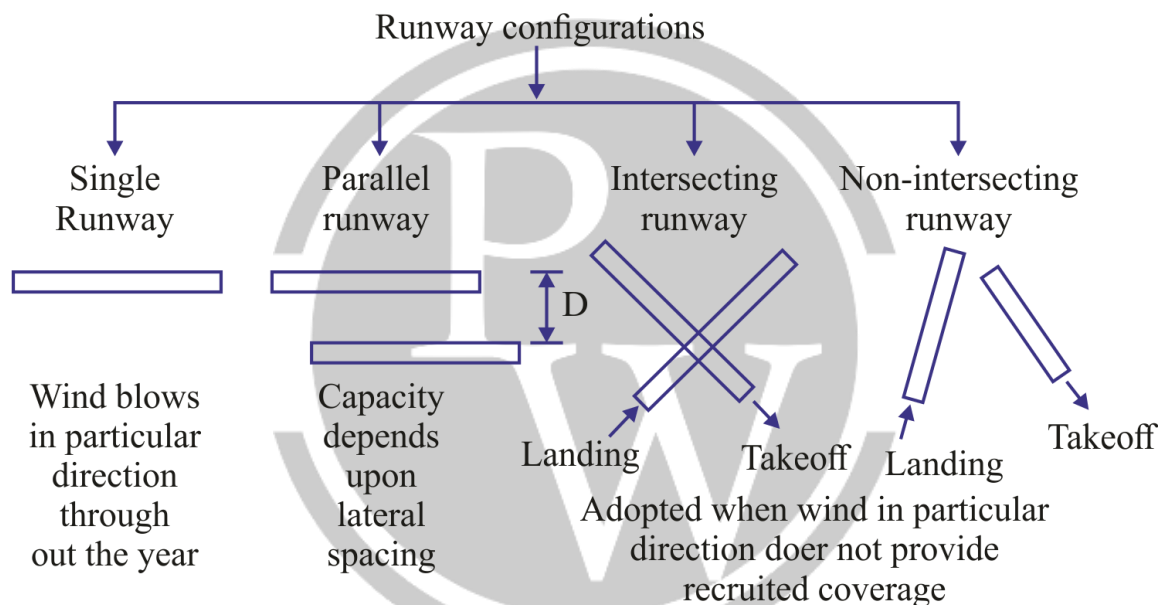 Runway configurations
Single
Runway
Parallel
runway
Intersecting
runway
Non-intersecting
runway
D
Wind blows
in particular
direction
through
out the year
Capacity
depends
upon
lateral
spacing
Landing
Takeoff
Landing
Takeoff
Adopted when wind in particular
direction doer not provide
recruited coverage
PW